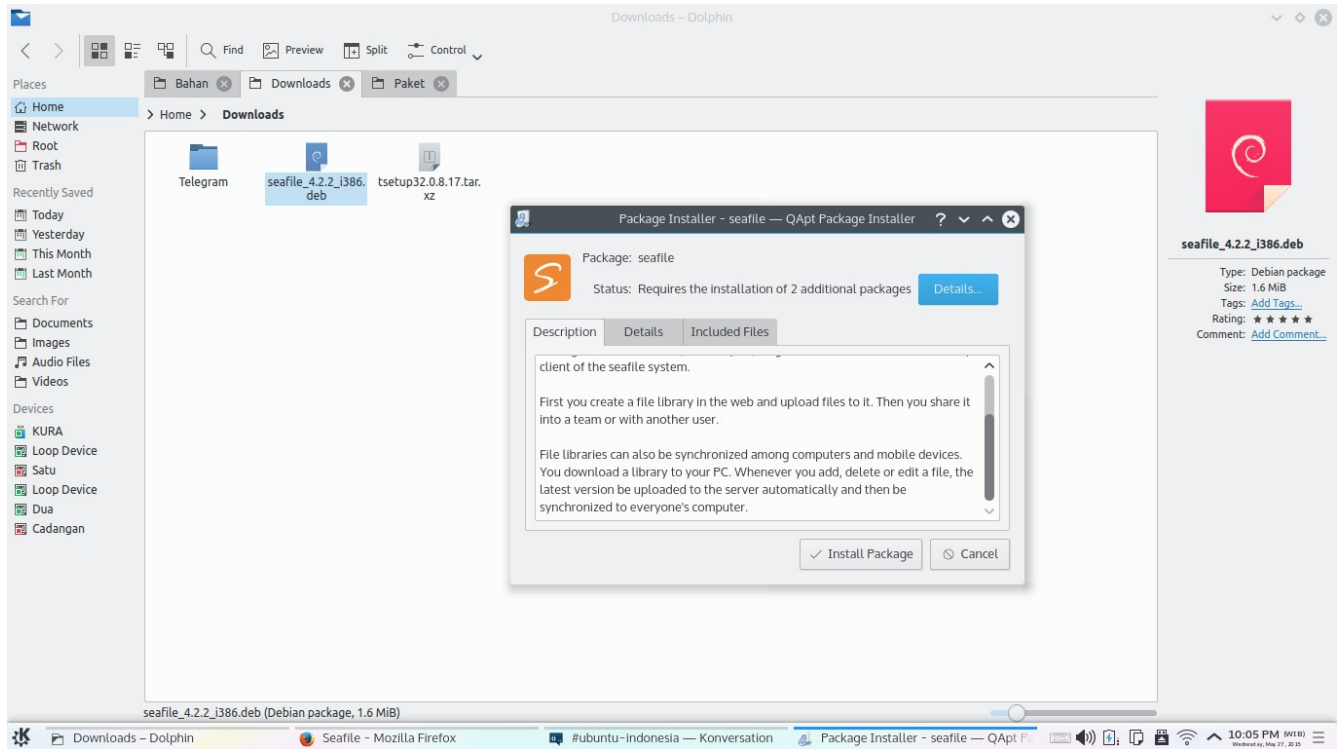 Downloads – Dolphin
Find
Preview
Split
Control
Places
Home
Network
Root
Trash
Recently Saved
Today
Yesterday
This Month
Last Month
Search For
Documents
Images
Audio Files
Videos
Devices
KURA
Loop Device
Satu
Loop Device
Dua
Cadangan
Bahan
Downloads
Paket
> Home > Downloads
Telegram
seafile_4.2.2_i386.
deb
tsetup32.0.8.17.tar.
xz
Package Installer - seafile — QApt Package Installer
Package: seafile
Status: Requires the installation of 2 additional packages
Details...
Description
Details
Included Files
client of the seafile system.
First you create a file library in the web and upload files to it. Then you share it
into a team or with another user.
File libraries can also be synchronized among computers and mobile devices.
You download a library to your PC. Whenever you add, delete or edit a file, the
latest version be uploaded to the server automatically and then be
synchronized to everyone's computer.
Install Package
Cancel
seafile_4.2.2_i386.deb
Type: Debian package
Size: 1.6 MiB
Tags: Add Tags...
Rating: ★ ★ ★ ★ ★
Comment: Add Comment...
seafile_4.2.2_i386.deb (Debian package, 1.6 MiB)
Downloads – Dolphin
Seafile - Mozilla Firefox
#ubuntu-indonesia — Konversation
Package Installer - seafile — QApt P
10:05 PM (WIB)
Wednesday, May 27, 2015